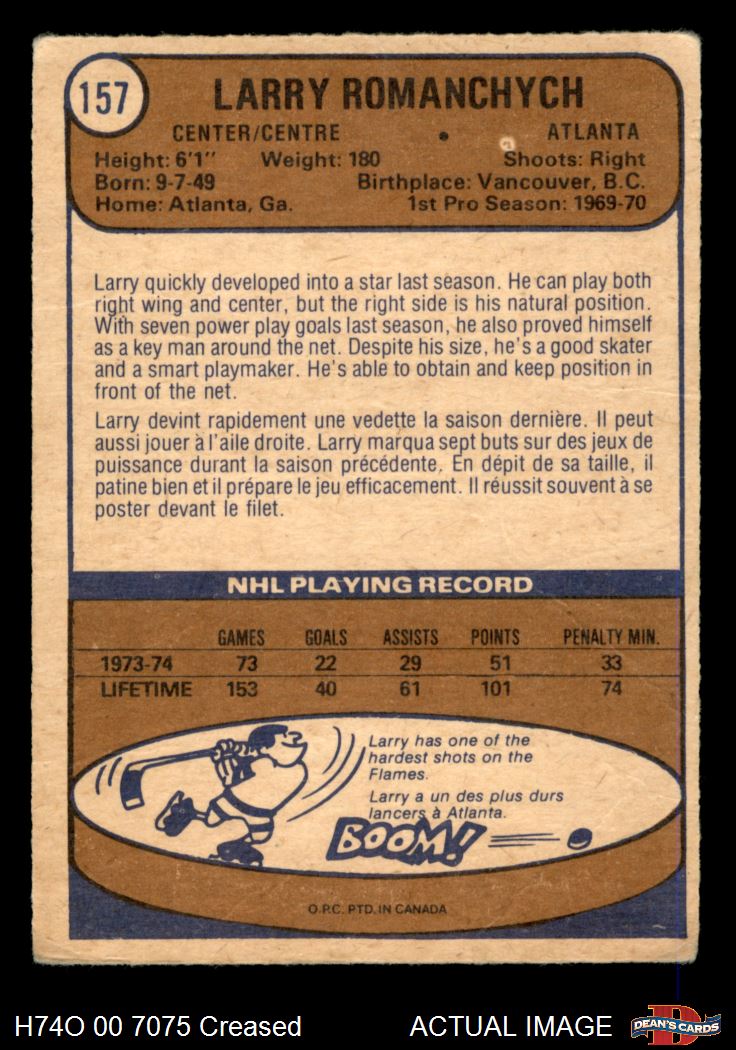 157
LARRY ROMANCHYCH
CENTER/CENTRE • ATLANTA
Height: 6'1" Weight: 180 Shoots: Right
Born: 9-7-49 Birthplace: Vancouver, B.C.
Home: Atlanta, Ga. 1st Pro Season: 1969-70
Larry quickly developed into a star last season. He can play both
right wing and center, but the right side is his natural position.
With seven power play goals last season, he also proved himself
as a key man around the net. Despite his size, he's a good skater
and a smart playmaker. He's able to obtain and keep position in
front of the net.
Larry devint rapidement une vedette la saison dernière. Il peut
aussi jouer à l'aile droite. Larry marqua sept buts sur des jeux de
puissance durant la saison précédente. En dépit de sa taille, il
patine bien et il prépare le jeu efficacement. Il réussit souvent à se
poster devant le filet.
NHL PLAYING RECORD
GAMES GOALS ASSISTS POINTS PENALTY MIN.
1973-74 73 22 29 51 33
LIFETIME 153 40 61 101 74
Larry has one of the
hardest shots on the
Flames.
Larry a un des plus durs
lancers à Atlanta.
BOOM!
O.P.C. PTD. IN CANADA
H74O 00 7075 Creased ACTUAL IMAGE
D
DEAN'S CARDS